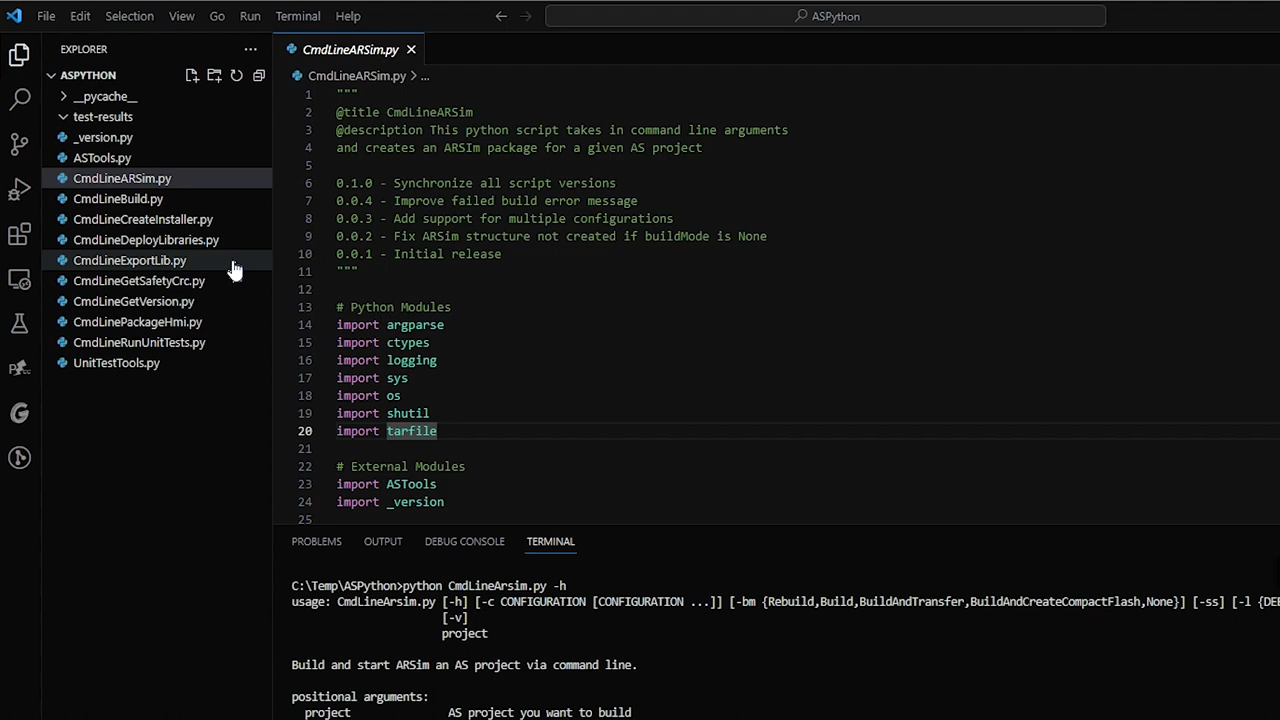 File Edit Selection View Go Run Terminal Help
ASPython
EXPLORER
ASPYTHON
__pycache__
test-results
_version.py
ASTools.py
CmdLineARSim.py
CmdLineBuild.py
CmdLineCreateInstaller.py
CmdLineDeployLibraries.py
CmdLineExportLib.py
CmdLineGetSafetyCrc.py
CmdLineGetVersion.py
CmdLinePackageHmi.py
CmdLineRunUnitTests.py
UnitTestTools.py
CmdLineARSim.py
CmdLineARSim.py > ...
1 """
2 @title CmdLineARSim
3 @description This python script takes in command line arguments
4 and creates an ARSIm package for a given AS project
5
6 0.1.0 - Synchronize all script versions
7 0.0.4 - Improve failed build error message
8 0.0.3 - Add support for multiple configurations
9 0.0.2 - Fix ARSim structure not created if buildMode is None
10 0.0.1 - Initial release
11 """
12
13 # Python Modules
14 import argparse
15 import ctypes
16 import logging
17 import sys
18 import os
19 import shutil
20 import tarfile
21
22 # External Modules
23 import ASTools
24 import _version
25
PROBLEMS OUTPUT DEBUG CONSOLE TERMINAL
C:\Temp\ASPython>python CmdLineArsim.py -h
usage: CmdLineArsim.py [-h] [-c CONFIGURATION [CONFIGURATION ...]] [-bm {Rebuild,Build,BuildAndTransfer,BuildAndCreateCompactFlash,None}] [-ss] [-l {DEB
[-v]
project
Build and start ARSim an AS project via command line.
positional arguments:
project AS project you want to build